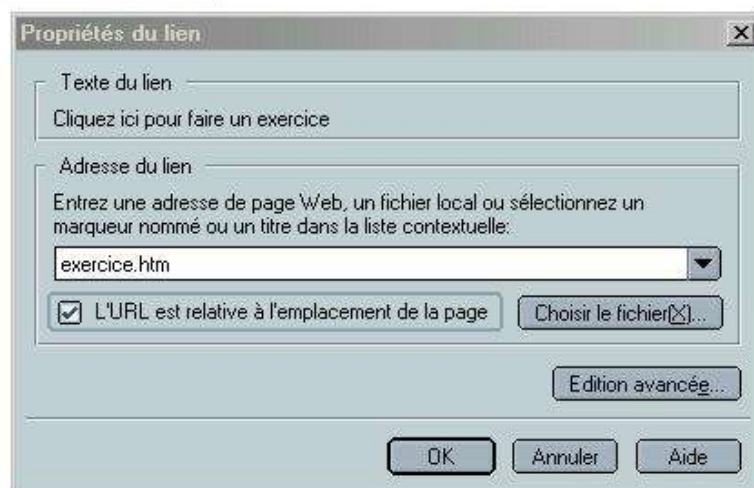 Propriétés du lien
Texte du lien
Cliquez ici pour faire un exercice
Adresse du lien
Entrez une adresse de page Web, un fichier local ou sélectionnez un
marqueur nommé ou un titre dans la liste contextuelle:
exercice.htm
L'URL est relative à l'emplacement de la page
Choisir le fichier(X)...
Edition avancée...
OK
Annuler
Aide